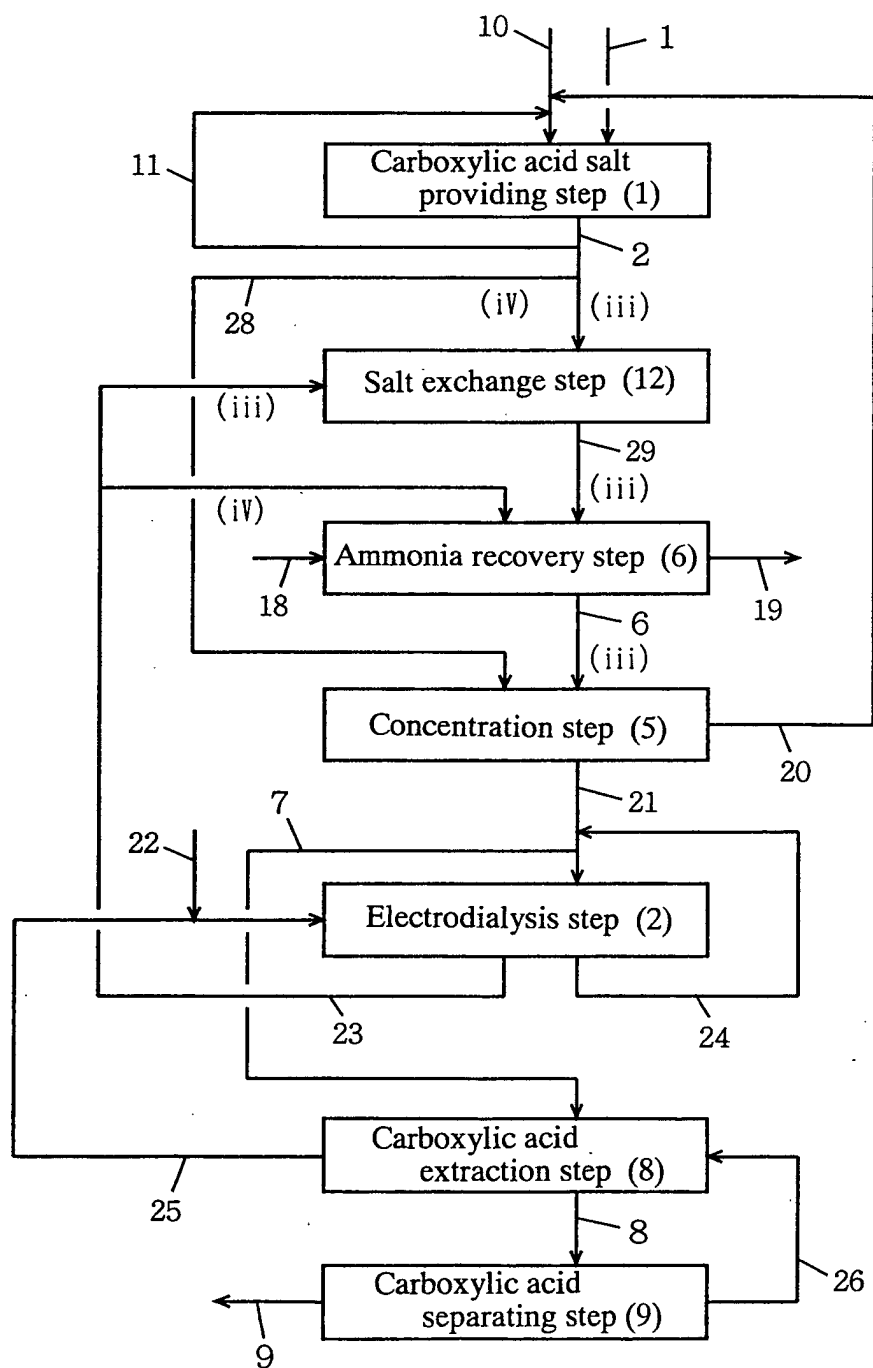 10
1
11
Carboxylic acid salt
providing step (1)
2
28
(iV)
(iii)
Salt exchange step (12)
(iii)
29
(iii)
(iV)
Ammonia recovery step (6)
18
19
6
(iii)
Concentration step (5)
20
21
7
22
Electrodialysis step (2)
23
24
Carboxylic acid
extraction step (8)
25
8
26
Carboxylic acid
separating step (9)
9